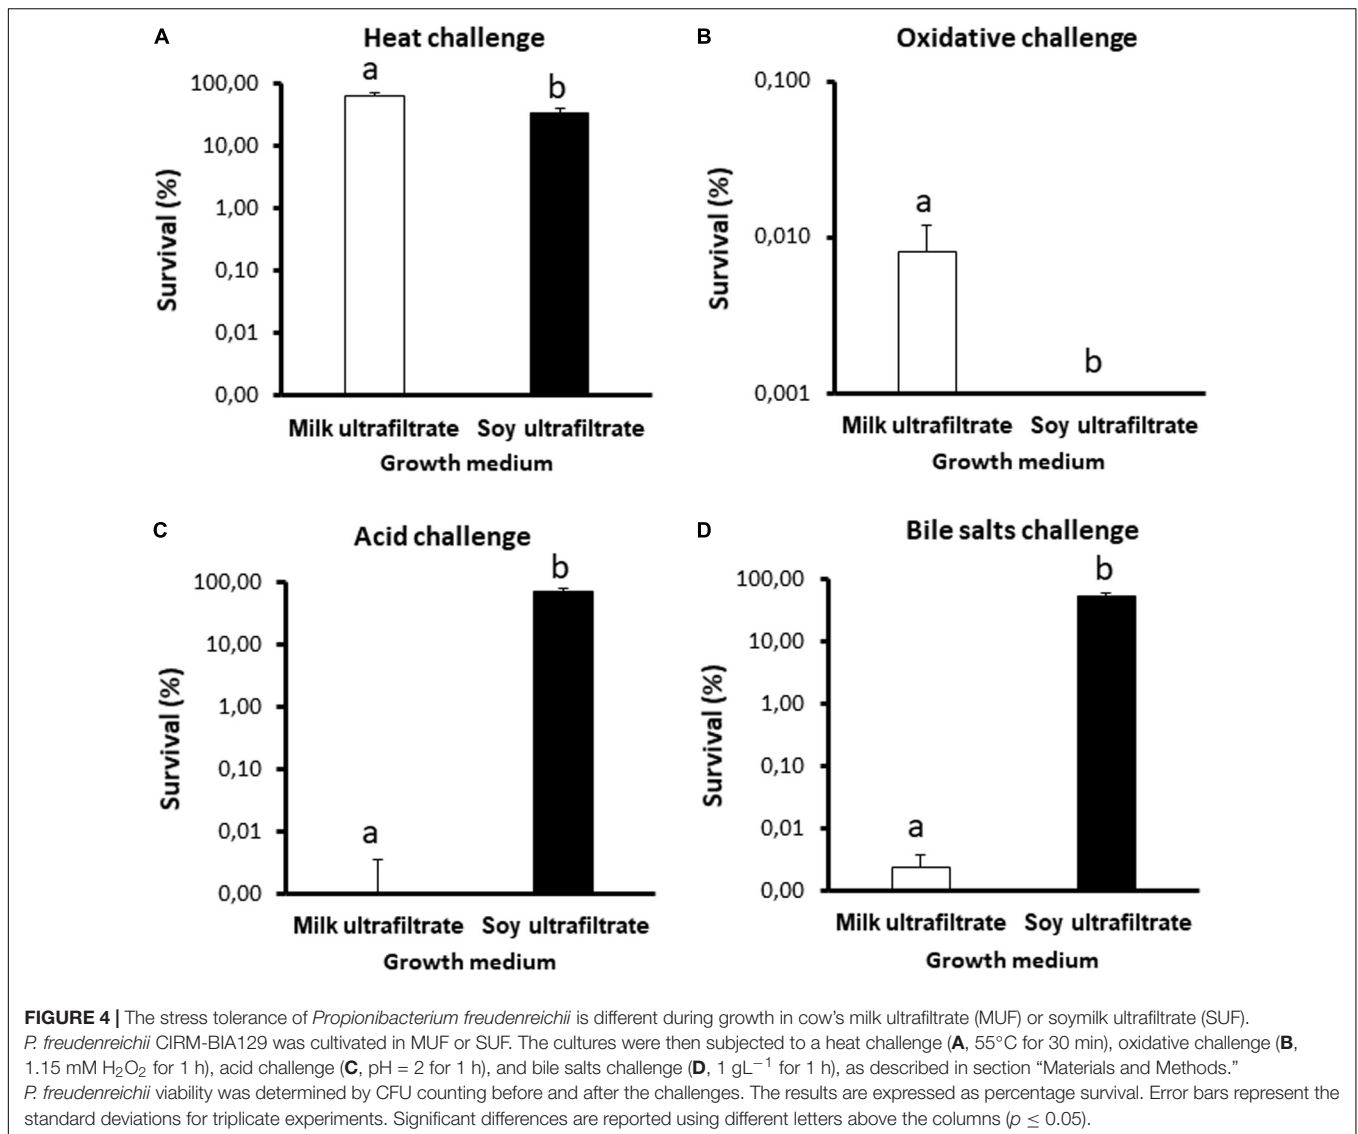 A
Heat challenge
a
b
100,00
10,00
1,00
0,10
0,01
0,00
Survival (%)
Milk ultrafiltrate Soy ultrafiltrate
Growth medium
B
Oxidative challenge
0,100
0,010
0,001
a
b
Survival (%)
Milk ultrafiltrate Soy ultrafiltrate
Growth medium
C
Acid challenge
b
100,00
10,00
1,00
0,10
0,01
0,00
a
Survival (%)
Milk ultrafiltrate Soy ultrafiltrate
Growth medium
D
Bile salts challenge
b
100,00
10,00
1,00
0,10
0,01
0,00
a
Survival (%)
Milk ultrafiltrate Soy ultrafiltrate
Growth medium
FIGURE 4 | The stress tolerance of Propionibacterium freudenreichii is different during growth in cow's milk ultrafiltrate (MUF) or soymilk ultrafiltrate (SUF).
P. freudenreichii CIRM-BIA129 was cultivated in MUF or SUF. The cultures were then subjected to a heat challenge (A, 55°C for 30 min), oxidative challenge (B,
1.15 mM H₂O₂ for 1 h), acid challenge (C, pH = 2 for 1 h), and bile salts challenge (D, 1 gL⁻¹ for 1 h), as described in section “Materials and Methods.”
P. freudenreichii viability was determined by CFU counting before and after the challenges. The results are expressed as percentage survival. Error bars represent the
standard deviations for triplicate experiments. Significant differences are reported using different letters above the columns (p ≤ 0.05).